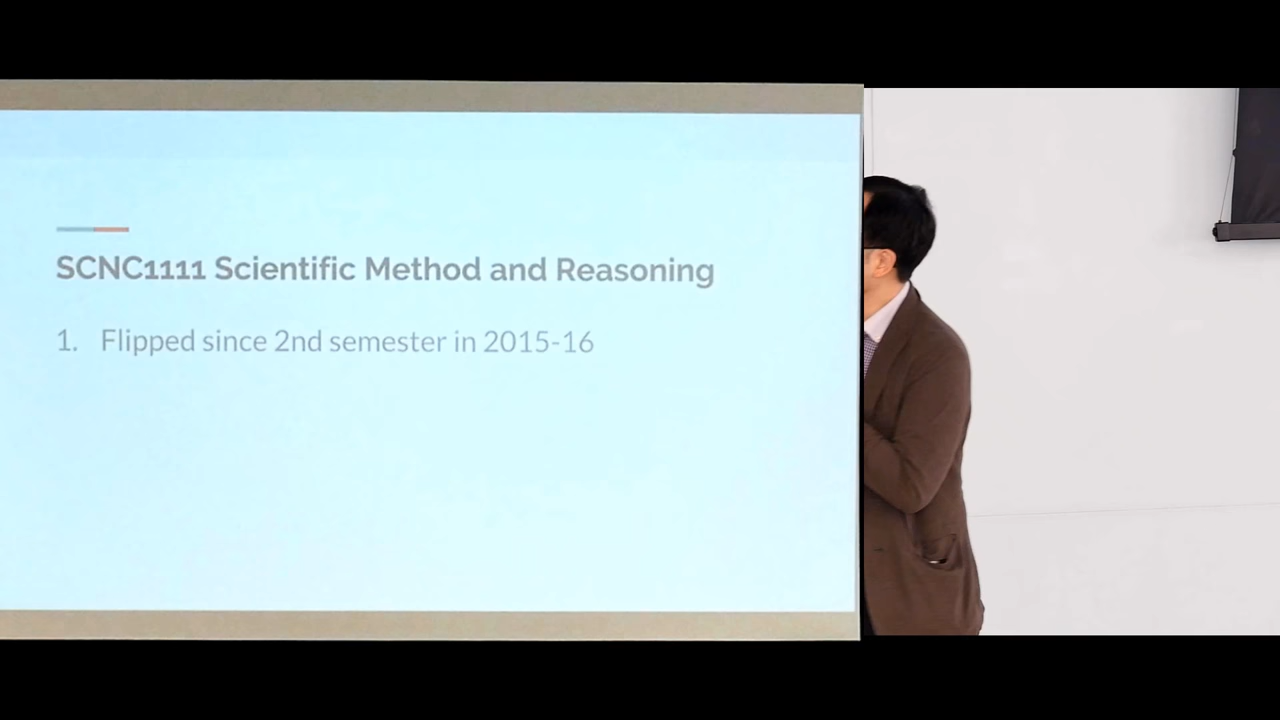 SCNC1111 Scientific Method and Reasoning
1. Flipped since 2nd semester in 2015-16